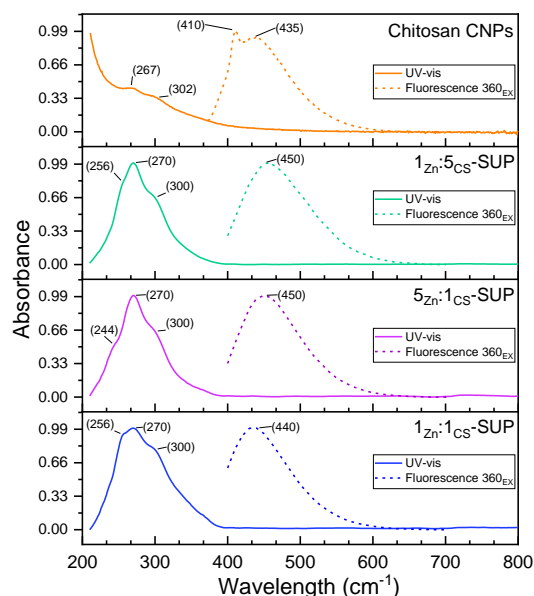 Absorbance
Chitosan CNPs
(410)
(435)
(267)
(302)
UV-vis
Fluorescence 360EX
0.99
0.66
0.33
0.00
1Zn:5CS-SUP
(256)
(270)
(300)
(450)
UV-vis
Fluorescence 360EX
0.99
0.66
0.33
0.00
5Zn:1CS-SUP
(244)
(270)
(300)
(450)
UV-vis
Fluorescence 360EX
0.99
0.66
0.33
0.00
1Zn:1CS-SUP
(256)
(270)
(300)
(440)
UV-vis
Fluorescence 360EX
0.99
0.66
0.33
0.00
200 300 400 500 600 700 800
Wavelength (cm-1)